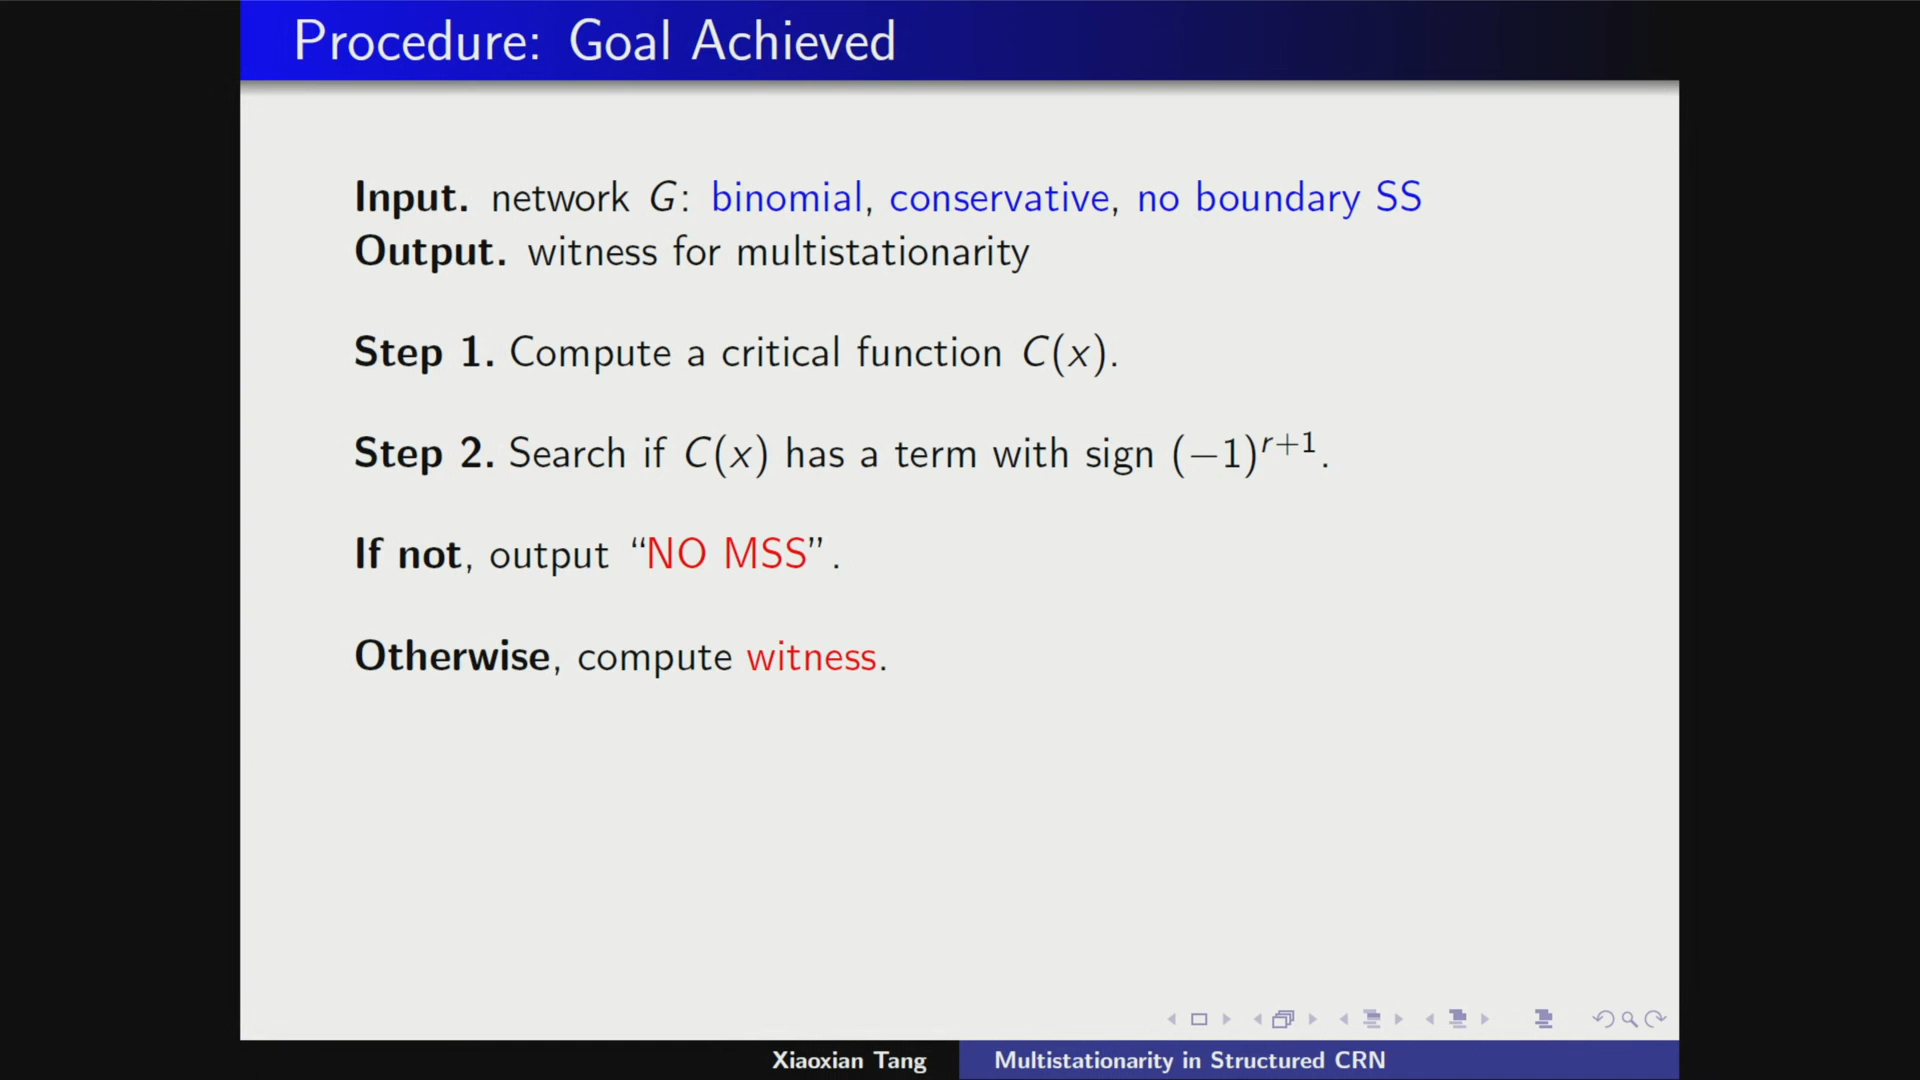 Procedure: Goal Achieved
Input. network G: binomial, conservative, no boundary SS
Output. witness for multistationarity
Step 1. Compute a critical function C(x).
Step 2. Search if C(x) has a term with sign (−1)^{r+1}.
If not, output “NO MSS”.
Otherwise, compute witness.
Xiaoxian Tang
Multistationarity in Structured CRN